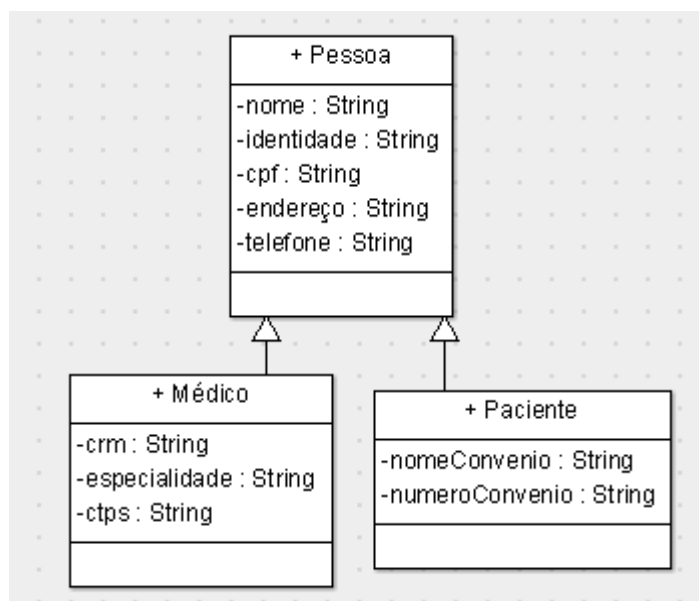 + Pessoa
-nome : String
-identidade : String
-cpf : String
-endereço : String
-telefone : String
+ Médico
-crm : String
-especialidade : String
-ctps : String
+ Paciente
-nomeConvenio : String
-numeroConvenio : String